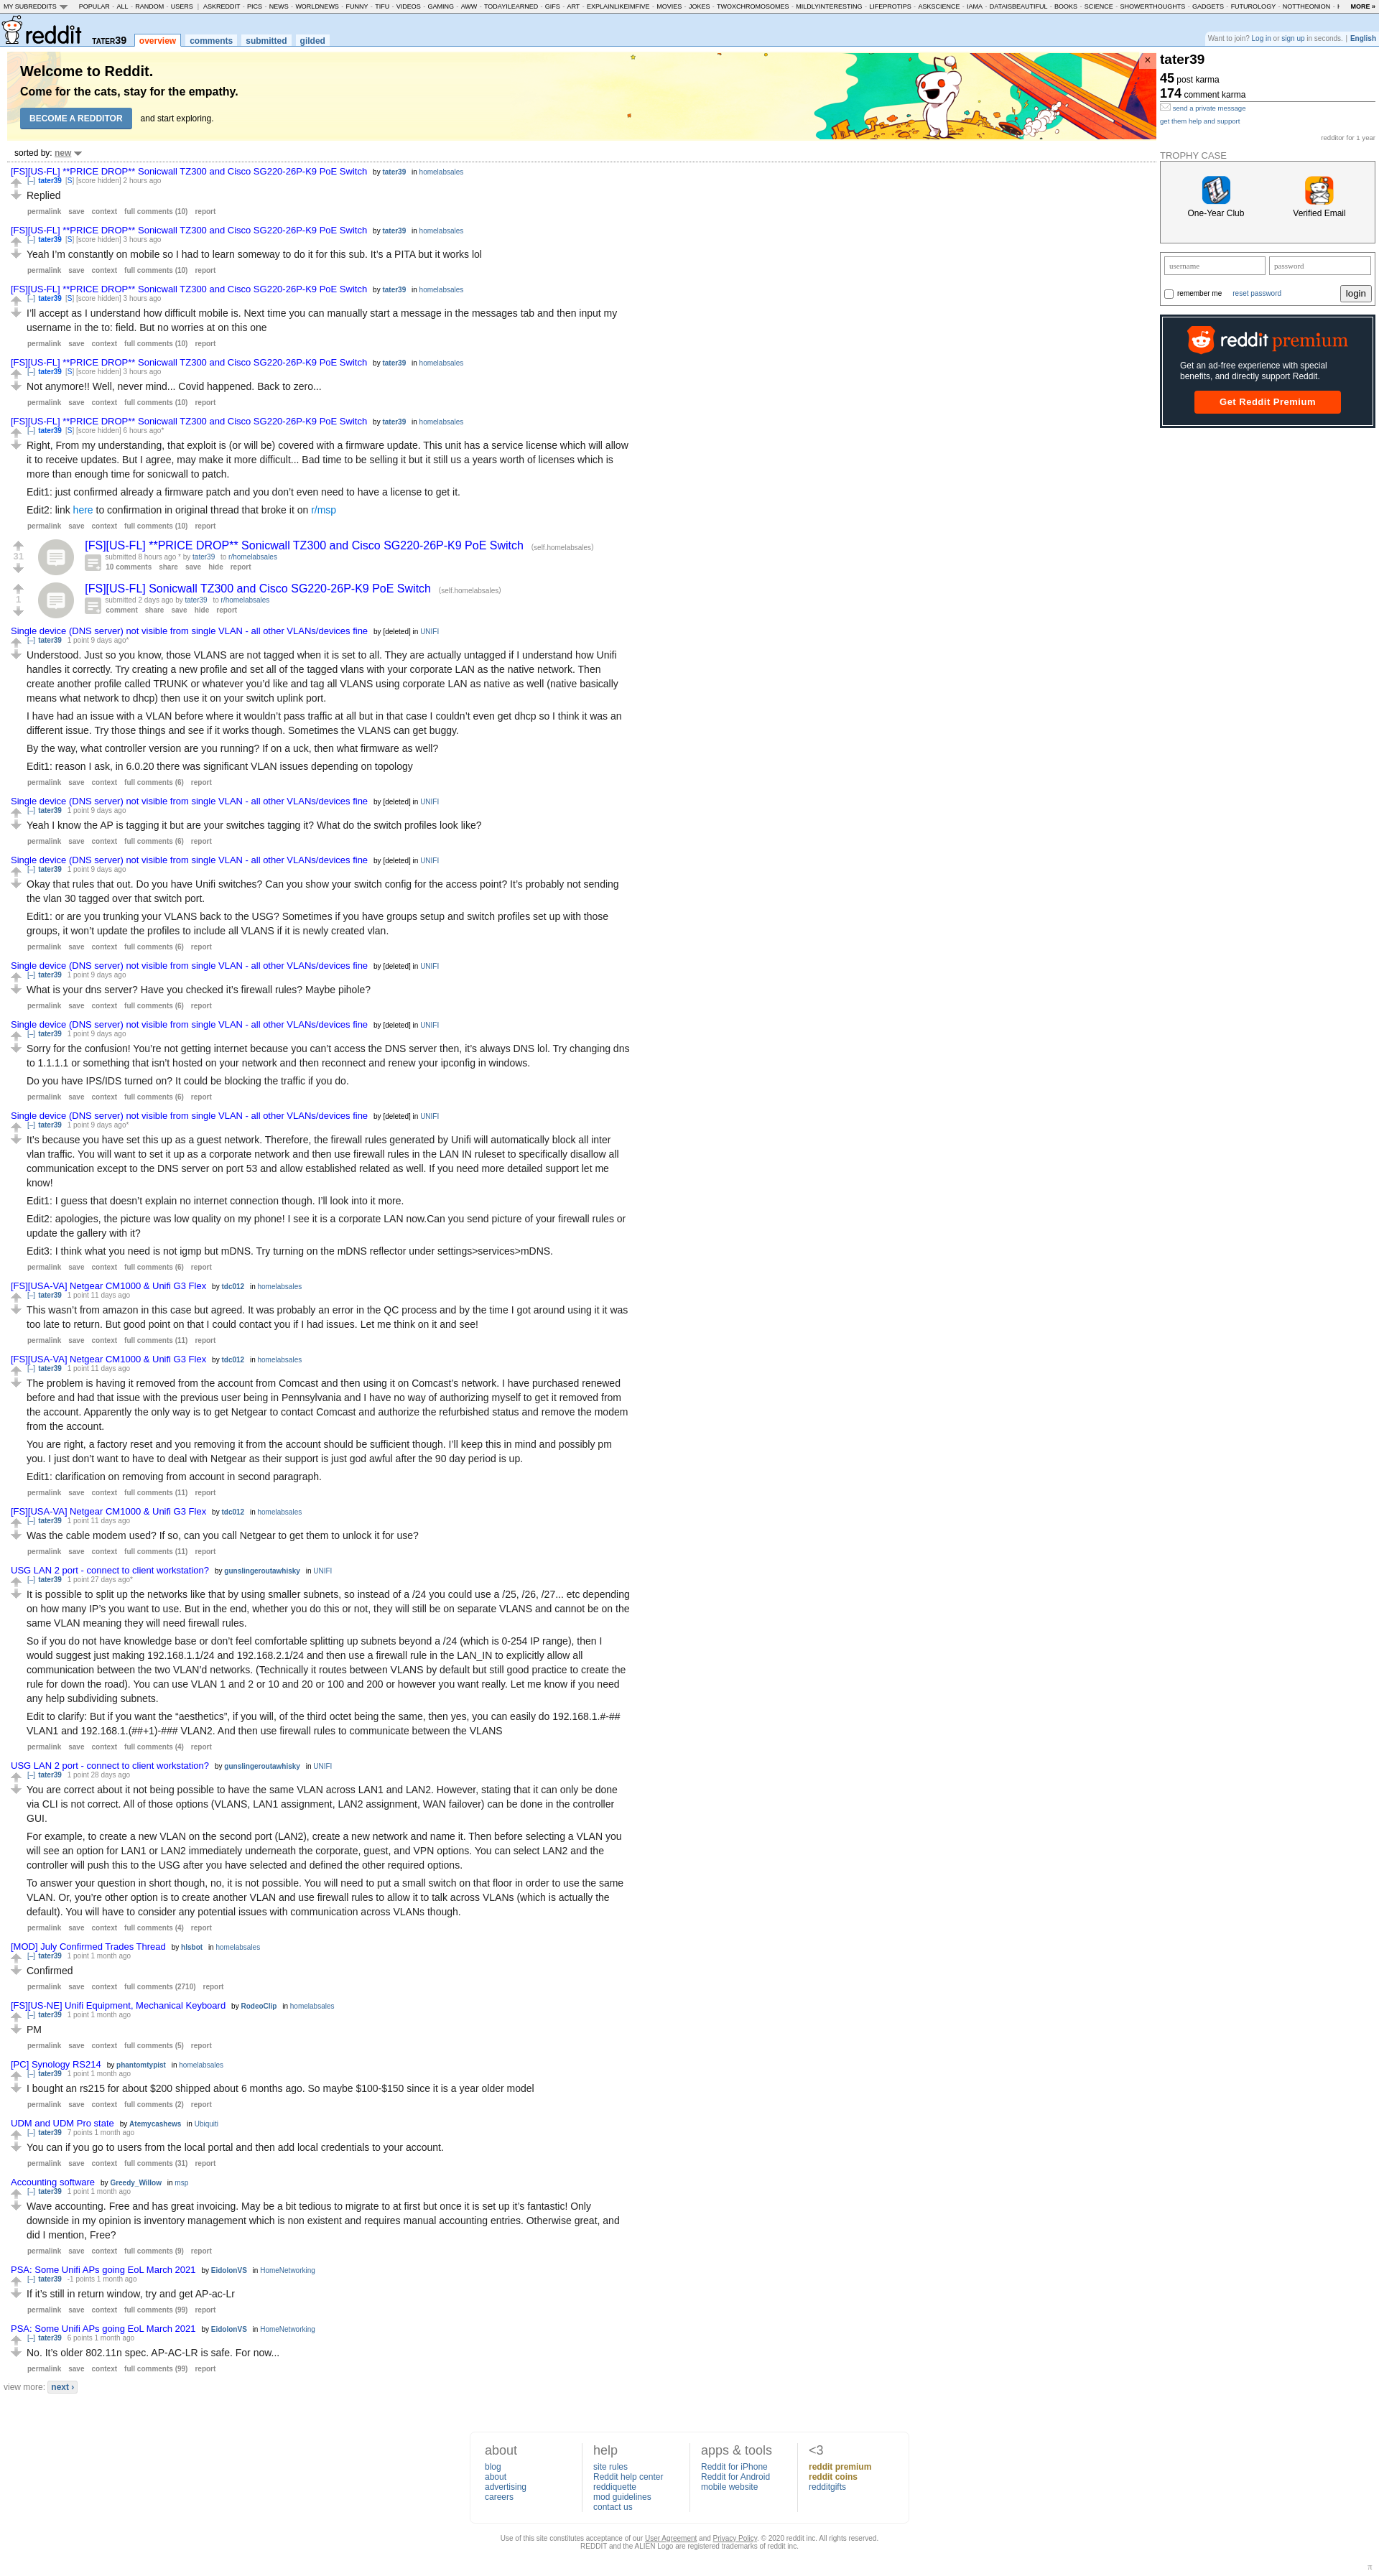 MY SUBREDDITS POPULAR - ALL - RANDOM - USERS | ASKREDDIT - PICS - NEWS - WORLDNEWS - FUNNY - TIFU - VIDEOS - GAMING - AWW - TODAYILEARNED - GIFS - ART - EXPLAINLIKEIMFIVE - MOVIES - JOKES - TWOXCHROMOSOMES - MILDLYINTERESTING - LIFEPROTIPS - ASKSCIENCE - IAMA - DATAISBEAUTIFUL - BOOKS - SCIENCE - SHOWERTHOUGHTS - GADGETS - FUTUROLOGY - NOTTHEONION MORE »
reddit TATER39 overview comments submitted gilded
Want to join? Log in or sign up in seconds. | English
Welcome to Reddit.
Come for the cats, stay for the empathy.
BECOME A REDDITOR and start exploring.
×
tater39
45 post karma
174 comment karma
send a private message
get them help and support
redditor for 1 year
TROPHY CASE
One-Year Club
Verified Email
username password
remember me reset password login
reddit premium
Get an ad-free experience with special
benefits, and directly support Reddit.
Get Reddit Premium
sorted by: new
[FS][US-FL] **PRICE DROP** Sonicwall TZ300 and Cisco SG220-26P-K9 PoE Switch by tater39 in homelabsales
[–] tater39 [S] [score hidden] 2 hours ago
Replied
permalink save context full comments (10) report
[FS][US-FL] **PRICE DROP** Sonicwall TZ300 and Cisco SG220-26P-K9 PoE Switch by tater39 in homelabsales
[–] tater39 [S] [score hidden] 3 hours ago
Yeah I’m constantly on mobile so I had to learn someway to do it for this sub. It’s a PITA but it works lol
permalink save context full comments (10) report
[FS][US-FL] **PRICE DROP** Sonicwall TZ300 and Cisco SG220-26P-K9 PoE Switch by tater39 in homelabsales
[–] tater39 [S] [score hidden] 3 hours ago
I’ll accept as I understand how difficult mobile is. Next time you can manually start a message in the messages tab and then input my
username in the to: field. But no worries at on this one
permalink save context full comments (10) report
[FS][US-FL] **PRICE DROP** Sonicwall TZ300 and Cisco SG220-26P-K9 PoE Switch by tater39 in homelabsales
[–] tater39 [S] [score hidden] 3 hours ago
Not anymore!! Well, never mind... Covid happened. Back to zero...
permalink save context full comments (10) report
[FS][US-FL] **PRICE DROP** Sonicwall TZ300 and Cisco SG220-26P-K9 PoE Switch by tater39 in homelabsales
[–] tater39 [S] [score hidden] 6 hours ago*
Right, From my understanding, that exploit is (or will be) covered with a firmware update. This unit has a service license which will allow
it to receive updates. But I agree, may make it more difficult... Bad time to be selling it but it still us a years worth of licenses which is
more than enough time for sonicwall to patch.
Edit1: just confirmed already a firmware patch and you don’t even need to have a license to get it.
Edit2: link here to confirmation in original thread that broke it on r/msp
permalink save context full comments (10) report
31
[FS][US-FL] **PRICE DROP** Sonicwall TZ300 and Cisco SG220-26P-K9 PoE Switch (self.homelabsales)
submitted 8 hours ago * by tater39 to r/homelabsales
10 comments share save hide report
1
[FS][US-FL] Sonicwall TZ300 and Cisco SG220-26P-K9 PoE Switch (self.homelabsales)
submitted 2 days ago by tater39 to r/homelabsales
comment share save hide report
Single device (DNS server) not visible from single VLAN - all other VLANs/devices fine by [deleted] in UNIFI
[–] tater39 1 point 9 days ago*
Understood. Just so you know, those VLANS are not tagged when it is set to all. They are actually untagged if I understand how Unifi
handles it correctly. Try creating a new profile and set all of the tagged vlans with your corporate LAN as the native network. Then
create another profile called TRUNK or whatever you’d like and tag all VLANS using corporate LAN as native as well (native basically
means what network to dhcp) then use it on your switch uplink port.
I have had an issue with a VLAN before where it wouldn’t pass traffic at all but in that case I couldn’t even get dhcp so I think it was an
different issue. Try those things and see if it works though. Sometimes the VLANS can get buggy.
By the way, what controller version are you running? If on a uck, then what firmware as well?
Edit1: reason I ask, in 6.0.20 there was significant VLAN issues depending on topology
permalink save context full comments (6) report
Single device (DNS server) not visible from single VLAN - all other VLANs/devices fine by [deleted] in UNIFI
[–] tater39 1 point 9 days ago
Yeah I know the AP is tagging it but are your switches tagging it? What do the switch profiles look like?
permalink save context full comments (6) report
Single device (DNS server) not visible from single VLAN - all other VLANs/devices fine by [deleted] in UNIFI
[–] tater39 1 point 9 days ago
Okay that rules that out. Do you have Unifi switches? Can you show your switch config for the access point? It’s probably not sending
the vlan 30 tagged over that switch port.
Edit1: or are you trunking your VLANS back to the USG? Sometimes if you have groups setup and switch profiles set up with those
groups, it won’t update the profiles to include all VLANS if it is newly created vlan.
permalink save context full comments (6) report
Single device (DNS server) not visible from single VLAN - all other VLANs/devices fine by [deleted] in UNIFI
[–] tater39 1 point 9 days ago
What is your dns server? Have you checked it’s firewall rules? Maybe pihole?
permalink save context full comments (6) report
Single device (DNS server) not visible from single VLAN - all other VLANs/devices fine by [deleted] in UNIFI
[–] tater39 1 point 9 days ago
Sorry for the confusion! You’re not getting internet because you can’t access the DNS server then, it’s always DNS lol. Try changing dns
to 1.1.1.1 or something that isn’t hosted on your network and then reconnect and renew your ipconfig in windows.
Do you have IPS/IDS turned on? It could be blocking the traffic if you do.
permalink save context full comments (6) report
Single device (DNS server) not visible from single VLAN - all other VLANs/devices fine by [deleted] in UNIFI
[–] tater39 1 point 9 days ago*
It’s because you have set this up as a guest network. Therefore, the firewall rules generated by Unifi will automatically block all inter
vlan traffic. You will want to set it up as a corporate network and then use firewall rules in the LAN IN ruleset to specifically disallow all
communication except to the DNS server on port 53 and allow established related as well. If you need more detailed support let me
know!
Edit1: I guess that doesn’t explain no internet connection though. I’ll look into it more.
Edit2: apologies, the picture was low quality on my phone! I see it is a corporate LAN now.Can you send picture of your firewall rules or
update the gallery with it?
Edit3: I think what you need is not igmp but mDNS. Try turning on the mDNS reflector under settings>services>mDNS.
permalink save context full comments (6) report
[FS][USA-VA] Netgear CM1000 & Unifi G3 Flex by tdc012 in homelabsales
[–] tater39 1 point 11 days ago
This wasn’t from amazon in this case but agreed. It was probably an error in the QC process and by the time I got around using it it was
too late to return. But good point on that I could contact you if I had issues. Let me think on it and see!
permalink save context full comments (11) report
[FS][USA-VA] Netgear CM1000 & Unifi G3 Flex by tdc012 in homelabsales
[–] tater39 1 point 11 days ago
The problem is having it removed from the account from Comcast and then using it on Comcast’s network. I have purchased renewed
before and had that issue with the previous user being in Pennsylvania and I have no way of authorizing myself to get it removed from
the account. Apparently the only way is to get Netgear to contact Comcast and authorize the refurbished status and remove the modem
from the account.
You are right, a factory reset and you removing it from the account should be sufficient though. I’ll keep this in mind and possibly pm
you. I just don’t want to have to deal with Netgear as their support is just god awful after the 90 day period is up.
Edit1: clarification on removing from account in second paragraph.
permalink save context full comments (11) report
[FS][USA-VA] Netgear CM1000 & Unifi G3 Flex by tdc012 in homelabsales
[–] tater39 1 point 11 days ago
Was the cable modem used? If so, can you call Netgear to get them to unlock it for use?
permalink save context full comments (11) report
USG LAN 2 port - connect to client workstation? by gunslingeroutawhisky in UNIFI
[–] tater39 1 point 27 days ago*
It is possible to split up the networks like that by using smaller subnets, so instead of a /24 you could use a /25, /26, /27... etc depending
on how many IP’s you want to use. But in the end, whether you do this or not, they will still be on separate VLANS and cannot be on the
same VLAN meaning they will need firewall rules.
So if you do not have knowledge base or don’t feel comfortable splitting up subnets beyond a /24 (which is 0-254 IP range), then I
would suggest just making 192.168.1.1/24 and 192.168.2.1/24 and then use a firewall rule in the LAN_IN to explicitly allow all
communication between the two VLAN’d networks. (Technically it routes between VLANS by default but still good practice to create the
rule for down the road). You can use VLAN 1 and 2 or 10 and 20 or 100 and 200 or however you want really. Let me know if you need
any help subdividing subnets.
Edit to clarify: But if you want the “aesthetics”, if you will, of the third octet being the same, then yes, you can easily do 192.168.1.#-##
VLAN1 and 192.168.1.(##+1)-### VLAN2. And then use firewall rules to communicate between the VLANS
permalink save context full comments (4) report
USG LAN 2 port - connect to client workstation? by gunslingeroutawhisky in UNIFI
[–] tater39 1 point 28 days ago
You are correct about it not being possible to have the same VLAN across LAN1 and LAN2. However, stating that it can only be done
via CLI is not correct. All of those options (VLANS, LAN1 assignment, LAN2 assignment, WAN failover) can be done in the controller
GUI.
For example, to create a new VLAN on the second port (LAN2), create a new network and name it. Then before selecting a VLAN you
will see an option for LAN1 or LAN2 immediately underneath the corporate, guest, and VPN options. You can select LAN2 and the
controller will push this to the USG after you have selected and defined the other required options.
To answer your question in short though, no, it is not possible. You will need to put a small switch on that floor in order to use the same
VLAN. Or, you’re other option is to create another VLAN and use firewall rules to allow it to talk across VLANs (which is actually the
default). You will have to consider any potential issues with communication across VLANs though.
permalink save context full comments (4) report
[MOD] July Confirmed Trades Thread by hlsbot in homelabsales
[–] tater39 1 point 1 month ago
Confirmed
permalink save context full comments (2710) report
[FS][US-NE] Unifi Equipment, Mechanical Keyboard by RodeoClip in homelabsales
[–] tater39 1 point 1 month ago
PM
permalink save context full comments (5) report
[PC] Synology RS214 by phantomtypist in homelabsales
[–] tater39 1 point 1 month ago
I bought an rs215 for about $200 shipped about 6 months ago. So maybe $100-$150 since it is a year older model
permalink save context full comments (2) report
UDM and UDM Pro state by Atemycashews in Ubiquiti
[–] tater39 7 points 1 month ago
You can if you go to users from the local portal and then add local credentials to your account.
permalink save context full comments (31) report
Accounting software by Greedy_Willow in msp
[–] tater39 1 point 1 month ago
Wave accounting. Free and has great invoicing. May be a bit tedious to migrate to at first but once it is set up it’s fantastic! Only
downside in my opinion is inventory management which is non existent and requires manual accounting entries. Otherwise great, and
did I mention, Free?
permalink save context full comments (9) report
PSA: Some Unifi APs going EoL March 2021 by EidolonVS in HomeNetworking
[–] tater39 -1 points 1 month ago
If it’s still in return window, try and get AP-ac-Lr
permalink save context full comments (99) report
PSA: Some Unifi APs going EoL March 2021 by EidolonVS in HomeNetworking
[–] tater39 6 points 1 month ago
No. It’s older 802.11n spec. AP-AC-LR is safe. For now...
permalink save context full comments (99) report
view more: next ›
about
blog
about
advertising
careers
help
site rules
Reddit help center
reddiquette
mod guidelines
contact us
apps & tools
Reddit for iPhone
Reddit for Android
mobile website
<3
reddit premium
reddit coins
redditgifts
Use of this site constitutes acceptance of our User Agreement and Privacy Policy. © 2020 reddit inc. All rights reserved.
REDDIT and the ALIEN Logo are registered trademarks of reddit inc.
π